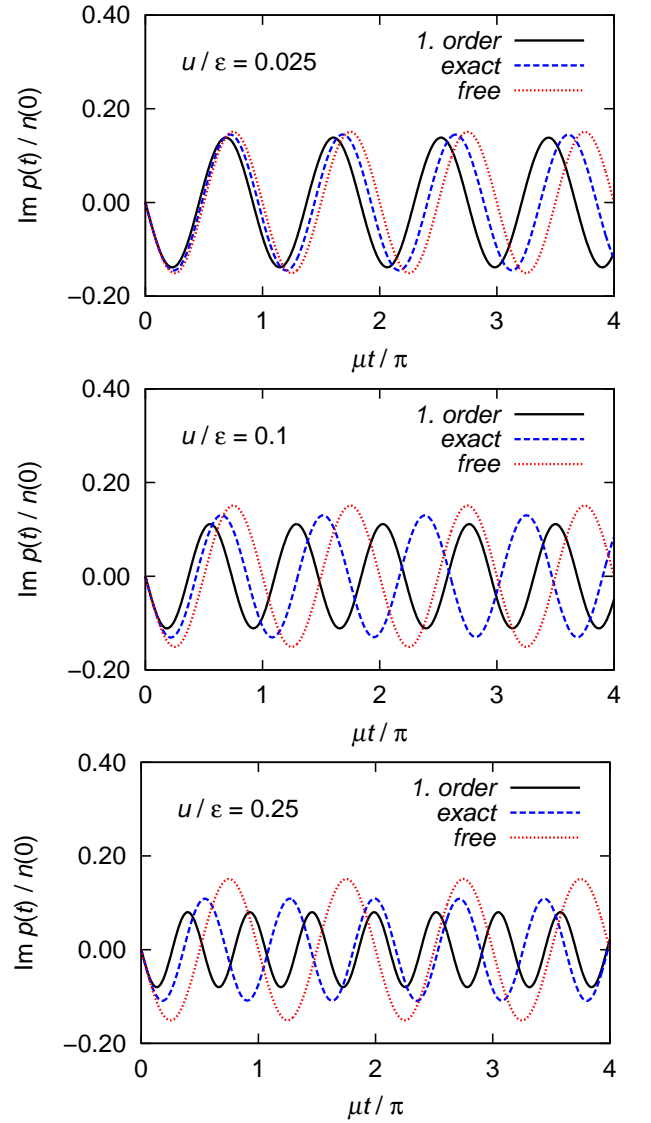 0.40
0.20
0.00
−0.20
Im p(t) / n(0)
u / ε = 0.025
1. order
exact
free
0 1 2 3 4
μt / π
0.40
0.20
0.00
−0.20
Im p(t) / n(0)
u / ε = 0.1
1. order
exact
free
0 1 2 3 4
μt / π
0.40
0.20
0.00
−0.20
Im p(t) / n(0)
u / ε = 0.25
1. order
exact
free
0 1 2 3 4
μt / π